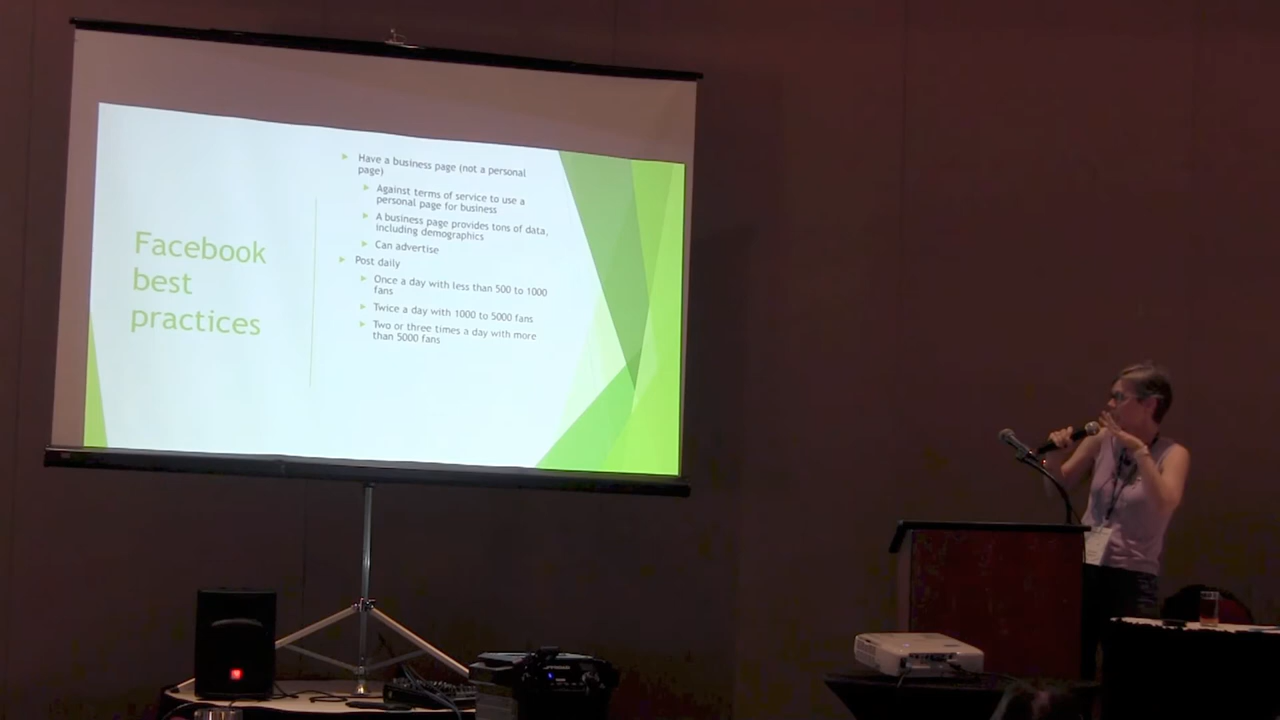 Facebook
best
practices
Have a business page (not a personal
page)
Against terms of service to use a
personal page for business
A business page provides tons of data,
including demographics
Can advertise
Post daily
Once a day with less than 500 to 1000
fans
Twice a day with 1000 to 5000 fans
Two or three times a day with more
than 5000 fans